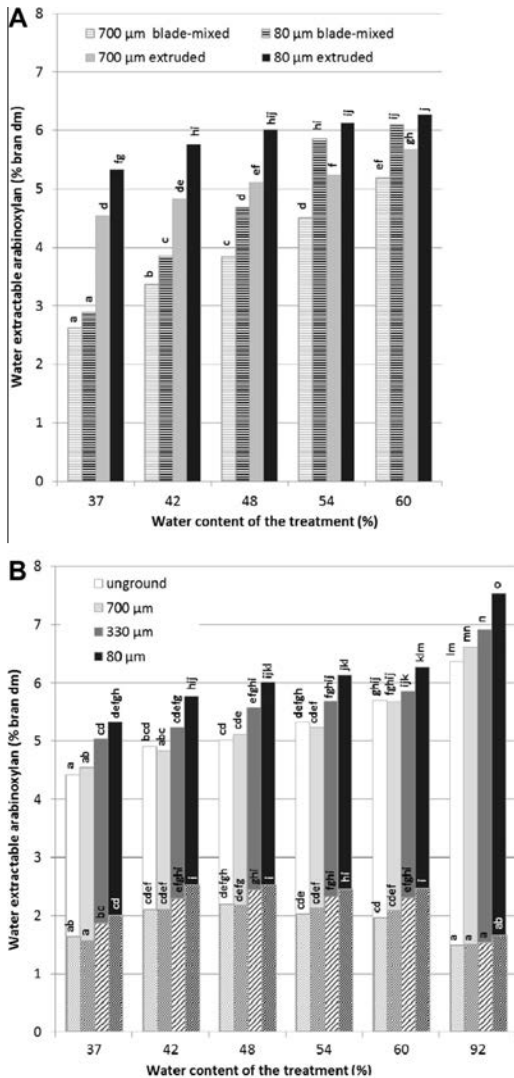 A
700 µm blade-mixed 80 µm blade-mixed
700 µm extruded 80 µm extruded
Water extractable arabinoxylan (% bran dm)
8
7
6
5
4
3
2
1
0
a a d fg
b c de hi
c d ef hij
d hi f ij
ef ij gh j
37 42 48 54 60
Water content of the treatment (%)
B
unground
700 µm
330 µm
80 µm
Water extractable arabinoxylan (% bran dm)
8
7
6
5
4
3
2
1
0
a ab cd defgh
bcd abc cdefg hij
cd cde efghi ijkl
defgh cdef fghij jkl
ghij fghij ijk klm
lm mn n o
ab a bc cd
cdef cdef efghi i
defgh defg ghi i
cde cdef fghi hi
cd cdef efghi i
a a a ab
37 42 48 54 60 92
Water content of the treatment (%)